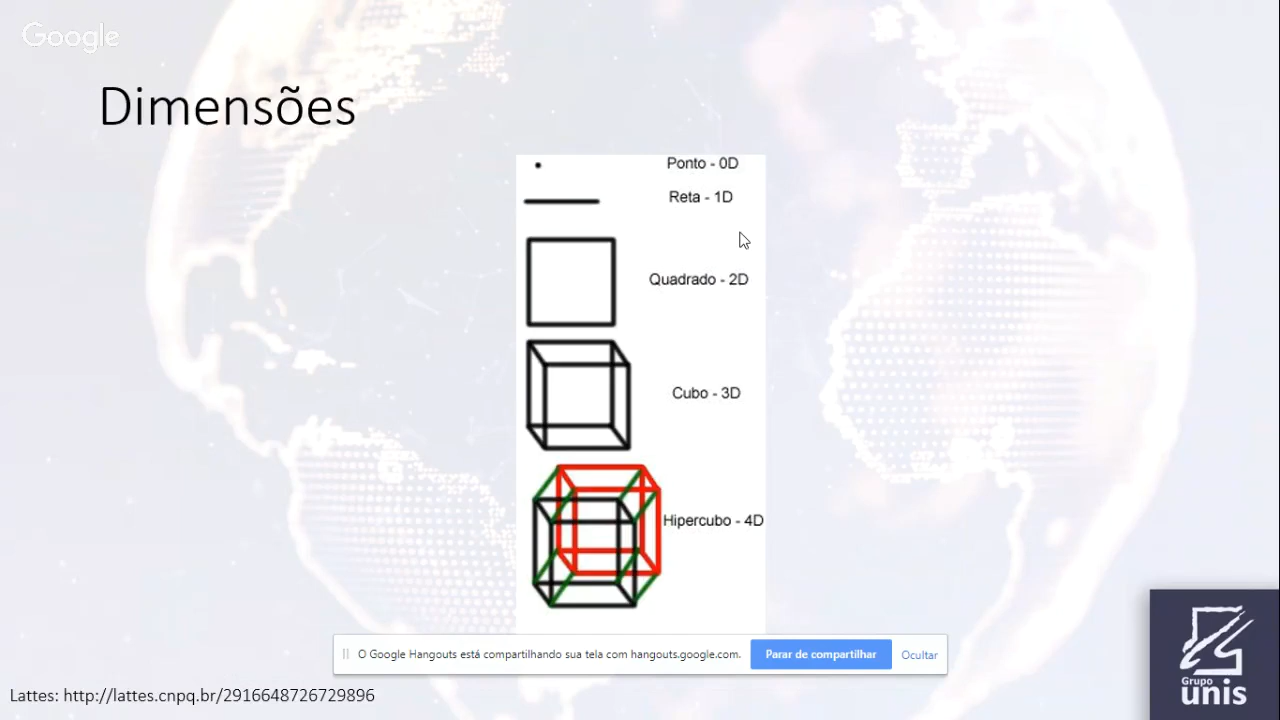 Google
Dimensões
Ponto - 0D
Reta - 1D
Quadrado - 2D
Cubo - 3D
Hipercubo - 4D
O Google Hangouts está compartilhando sua tela com hangouts.google.com.
Parar de compartilhar
Ocultar
Lattes: http://lattes.cnpq.br/2916648726729896
Grupo
unis